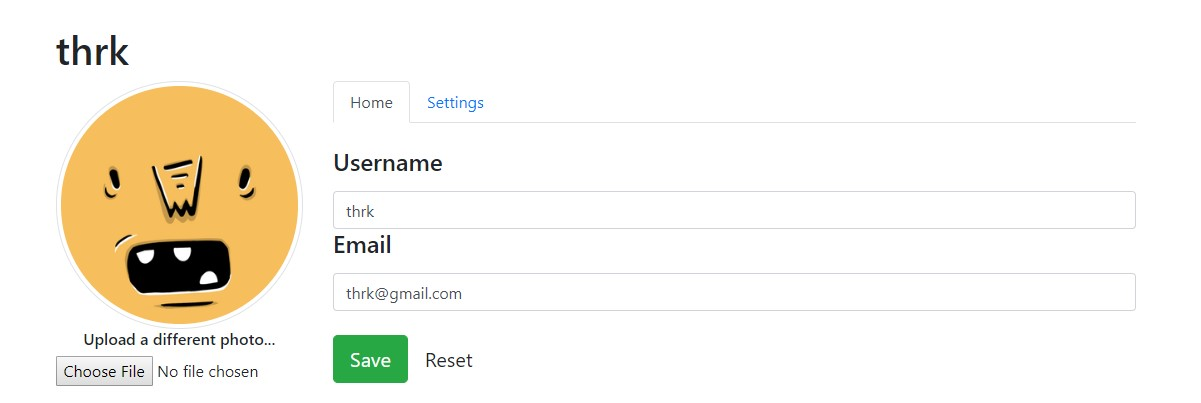 thrk
Home Settings
Username
thrk
Email
thrk@gmail.com
Save Reset
Upload a different photo...
Choose File No file chosen